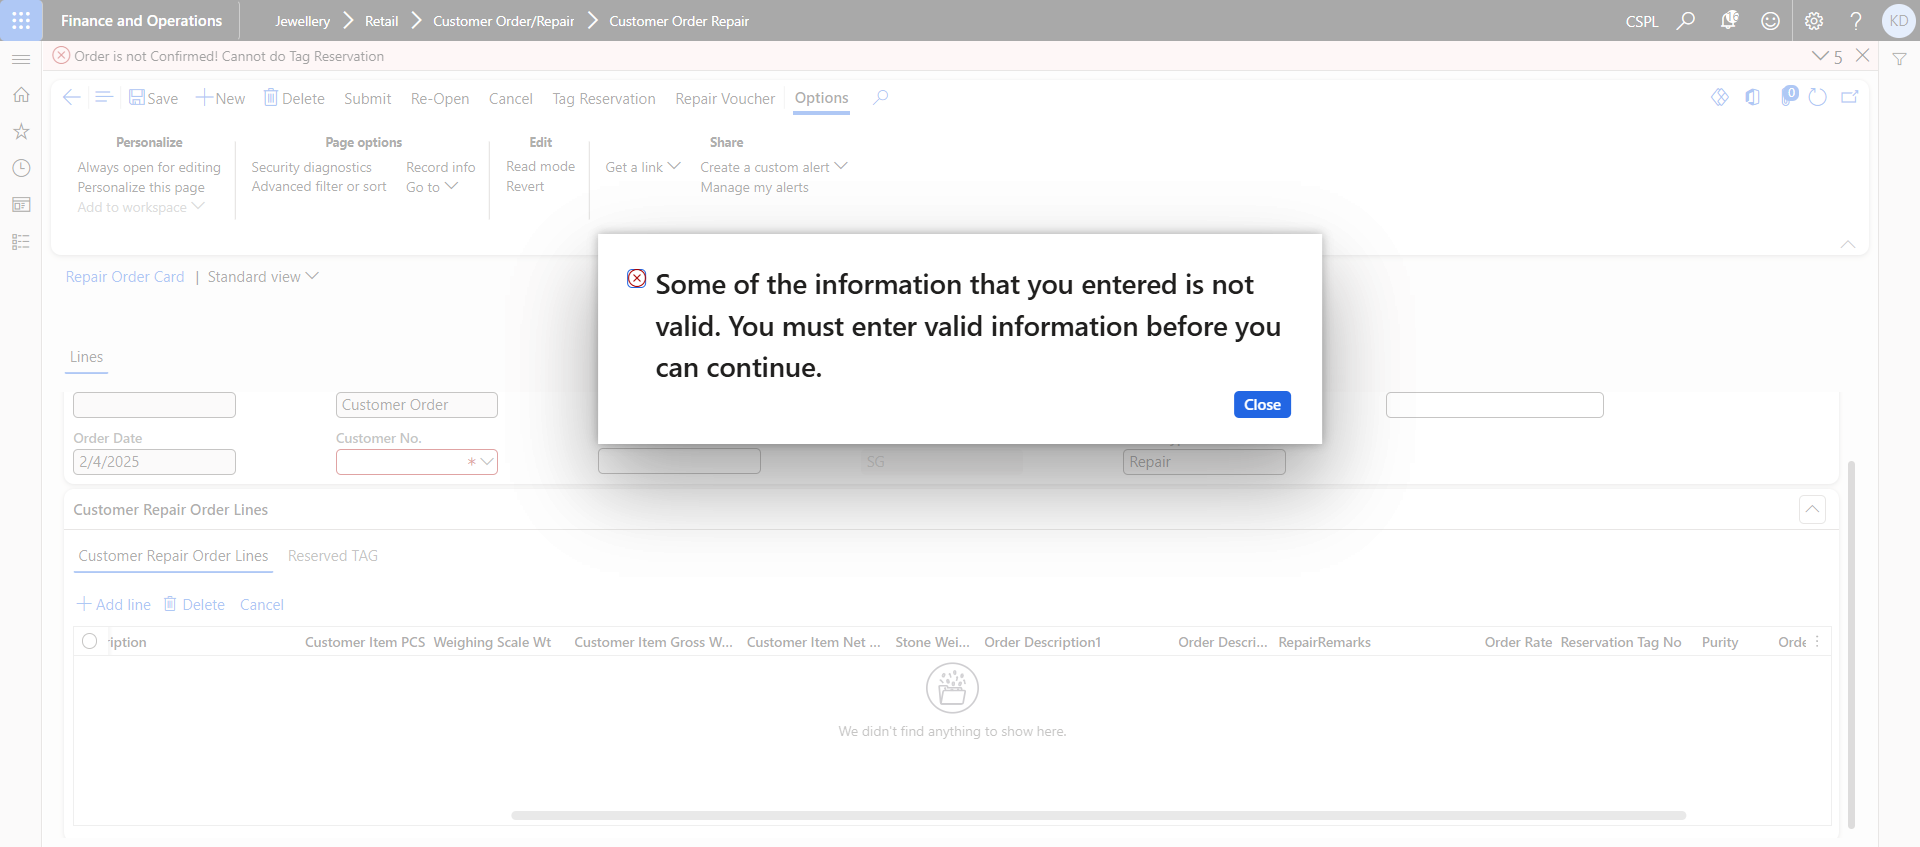 Finance and Operations
Jewellery > Retail > Customer Order/Repair > Customer Order Repair
CSPL
KD
Order is not Confirmed! Cannot do Tag Reservation
5
Save New Delete Submit Re-Open Cancel Tag Reservation Repair Voucher Options
0
Personalize
Always open for editing
Personalize this page
Add to workspace
Page options
Security diagnostics
Advanced filter or sort
Record info
Go to
Edit
Read mode
Revert
Share
Get a link
Create a custom alert
Manage my alerts
Repair Order Card | Standard view
Some of the information that you entered is not
valid. You must enter valid information before you
can continue.
Close
Lines
Customer Order
Order Date
Customer No.
2/4/2025
*
SG
Repair
Customer Repair Order Lines
Customer Repair Order Lines Reserved TAG
Add line Delete Cancel
ription Customer Item PCS Weighing Scale Wt Customer Item Gross W... Customer Item Net ... Stone Wei... Order Description1 Order Descri... RepairRemarks Order Rate Reservation Tag No Purity Orde
We didn't find anything to show here.